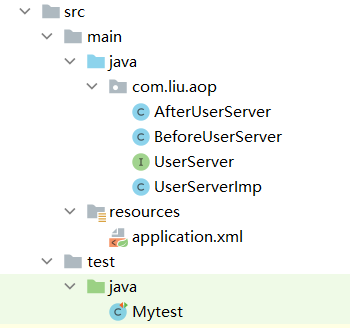 src
main
java
com.liu.aop
C AfterUserServer
C BeforeUserServer
I UserServer
C UserServerImp
resources
application.xml
test
java
C Mytest